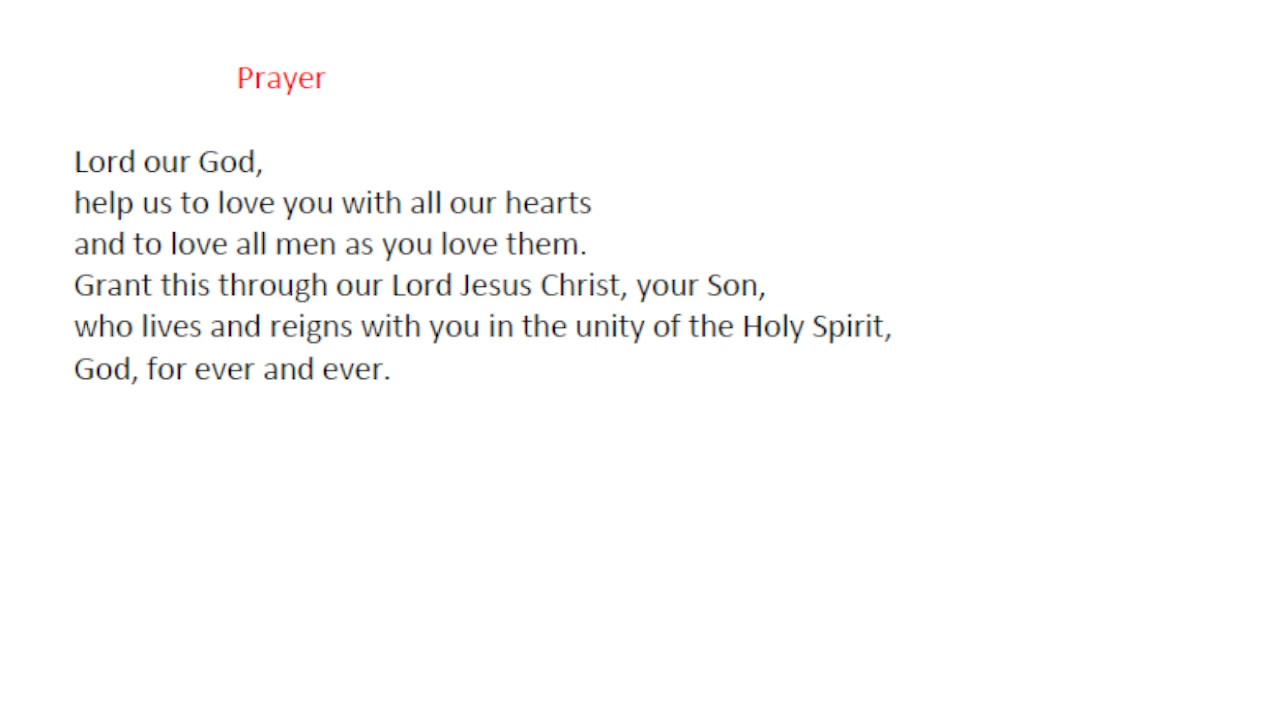 Prayer
Lord our God,
help us to love you with all our hearts
and to love all men as you love them.
Grant this through our Lord Jesus Christ, your Son,
who lives and reigns with you in the unity of the Holy Spirit,
God, for ever and ever.